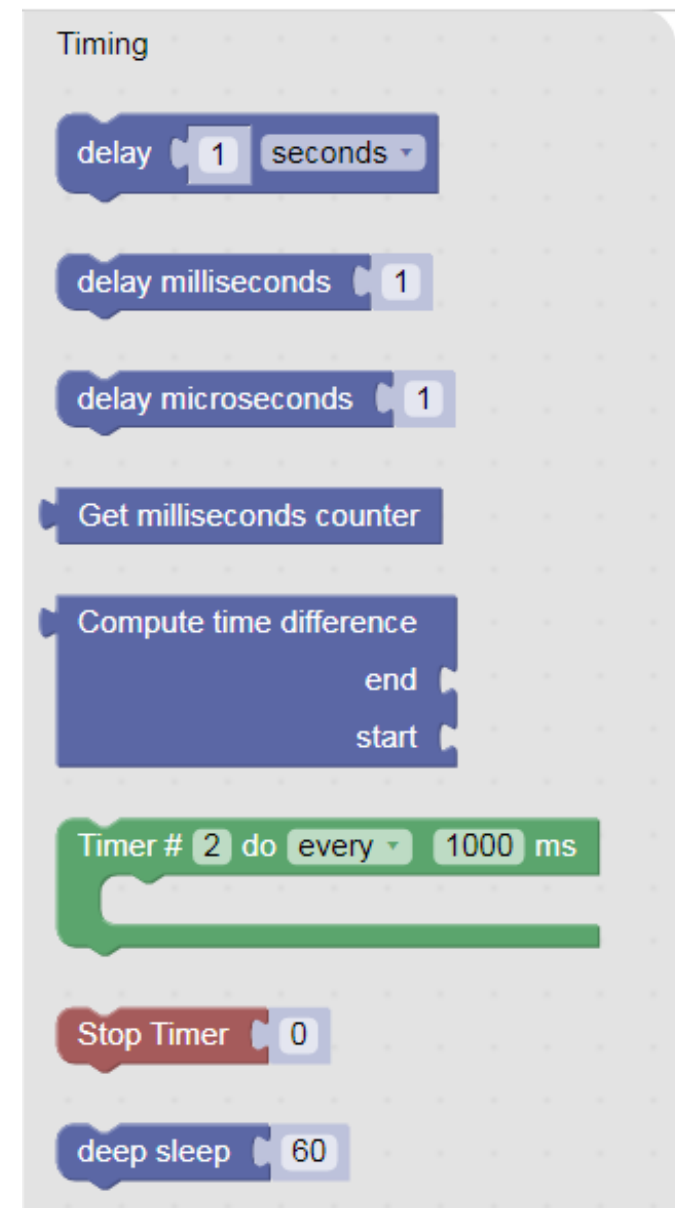 Timing
delay 1 seconds
delay milliseconds 1
delay microseconds 1
Get milliseconds counter
Compute time difference
end
start
Timer # 2 do every 1000 ms
Stop Timer 0
deep sleep 60